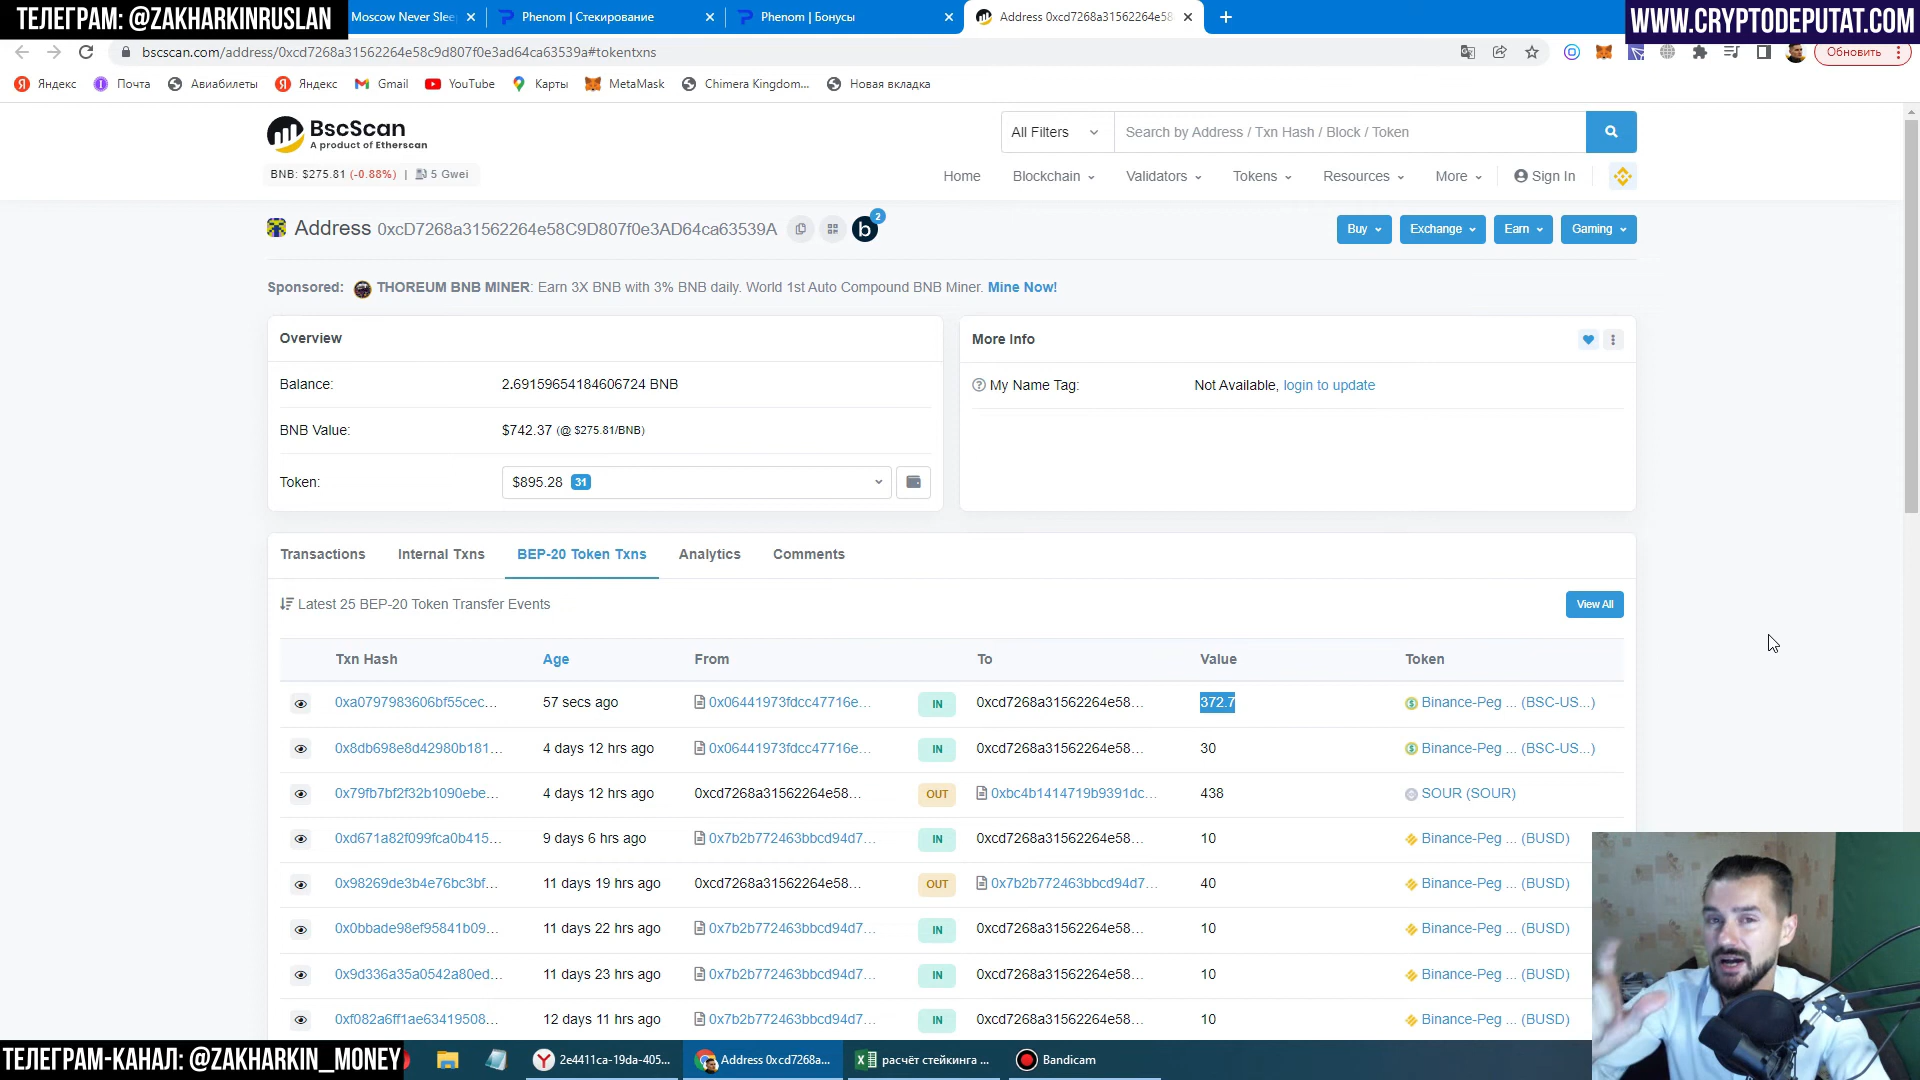 ТЕЛЕГРАМ: @ZAKHARKINRUSLAN
Moscow Never Slee
Phenom | Стекирование
Phenom | Бонусы
Address 0xcd7268a31562264e58
WWW.CRYPTODEPUTAT.COM
bscscan.com/address/0xcd7268a31562264e58c9d807f0e3ad64ca63539a#tokentxns
Обновить
Яндекс
Почта
Авиабилеты
Яндекс
Gmail
YouTube
Карты
MetaMask
Chimera Kingdom...
Новая вкладка
BscScan
A product of Etherscan
All Filters
Search by Address / Txn Hash / Block / Token
BNB: $275.81 (-0.88%) | 5 Gwei
Home
Blockchain
Validators
Tokens
Resources
More
Sign In
Address 0xcD7268a31562264e58C9D807f0e3AD64ca63539A
b
2
Buy
Exchange
Earn
Gaming
Sponsored: THOREUM BNB MINER: Earn 3X BNB with 3% BNB daily. World 1st Auto Compound BNB Miner. Mine Now!
Overview
Balance: 2.69159654184606724 BNB
BNB Value: $742.37 (@ $275.81/BNB)
Token: $895.28 31
More Info
My Name Tag: Not Available, login to update
Transactions
Internal Txns
BEP-20 Token Txns
Analytics
Comments
Latest 25 BEP-20 Token Transfer Events
View All
Txn Hash Age From To Value Token
0xa0797983606bf55cec... 57 secs ago 0x06441973fdcc47716e... IN 0xcd7268a31562264e58... 372.7 Binance-Peg ... (BSC-US...)
0x8db698e8d42980b181... 4 days 12 hrs ago 0x06441973fdcc47716e... IN 0xcd7268a31562264e58... 30 Binance-Peg ... (BSC-US...)
0x79fb7bf2f32b1090ebe... 4 days 12 hrs ago 0xcd7268a31562264e58... OUT 0xbc4b1414719b9391dc... 438 SOUR (SOUR)
0xd671a82f099fca0b415... 9 days 6 hrs ago 0x7b2b772463bbcd94d7... IN 0xcd7268a31562264e58... 10 Binance-Peg ... (BUSD)
0x98269de3b4e76bc3bf... 11 days 19 hrs ago 0xcd7268a31562264e58... OUT 0x7b2b772463bbcd94d7... 40 Binance-Peg ... (BUSD)
0x0bbade98ef95841b09... 11 days 22 hrs ago 0x7b2b772463bbcd94d7... IN 0xcd7268a31562264e58... 10 Binance-Peg ... (BUSD)
0x9d336a35a0542a80ed... 11 days 23 hrs ago 0x7b2b772463bbcd94d7... IN 0xcd7268a31562264e58... 10 Binance-Peg ... (BUSD)
0xf082a6ff1ae63419508... 12 days 11 hrs ago 0x7b2b772463bbcd94d7... IN 0xcd7268a31562264e58... 10 Binance-Peg ... (BUSD)
ТЕЛЕГРАМ-КАНАЛ: @ZAKHARKIN_MONEY
2e4411ca-19da-405...
Address 0xcd7268a...
расчёт стейкинга ...
Bandicam